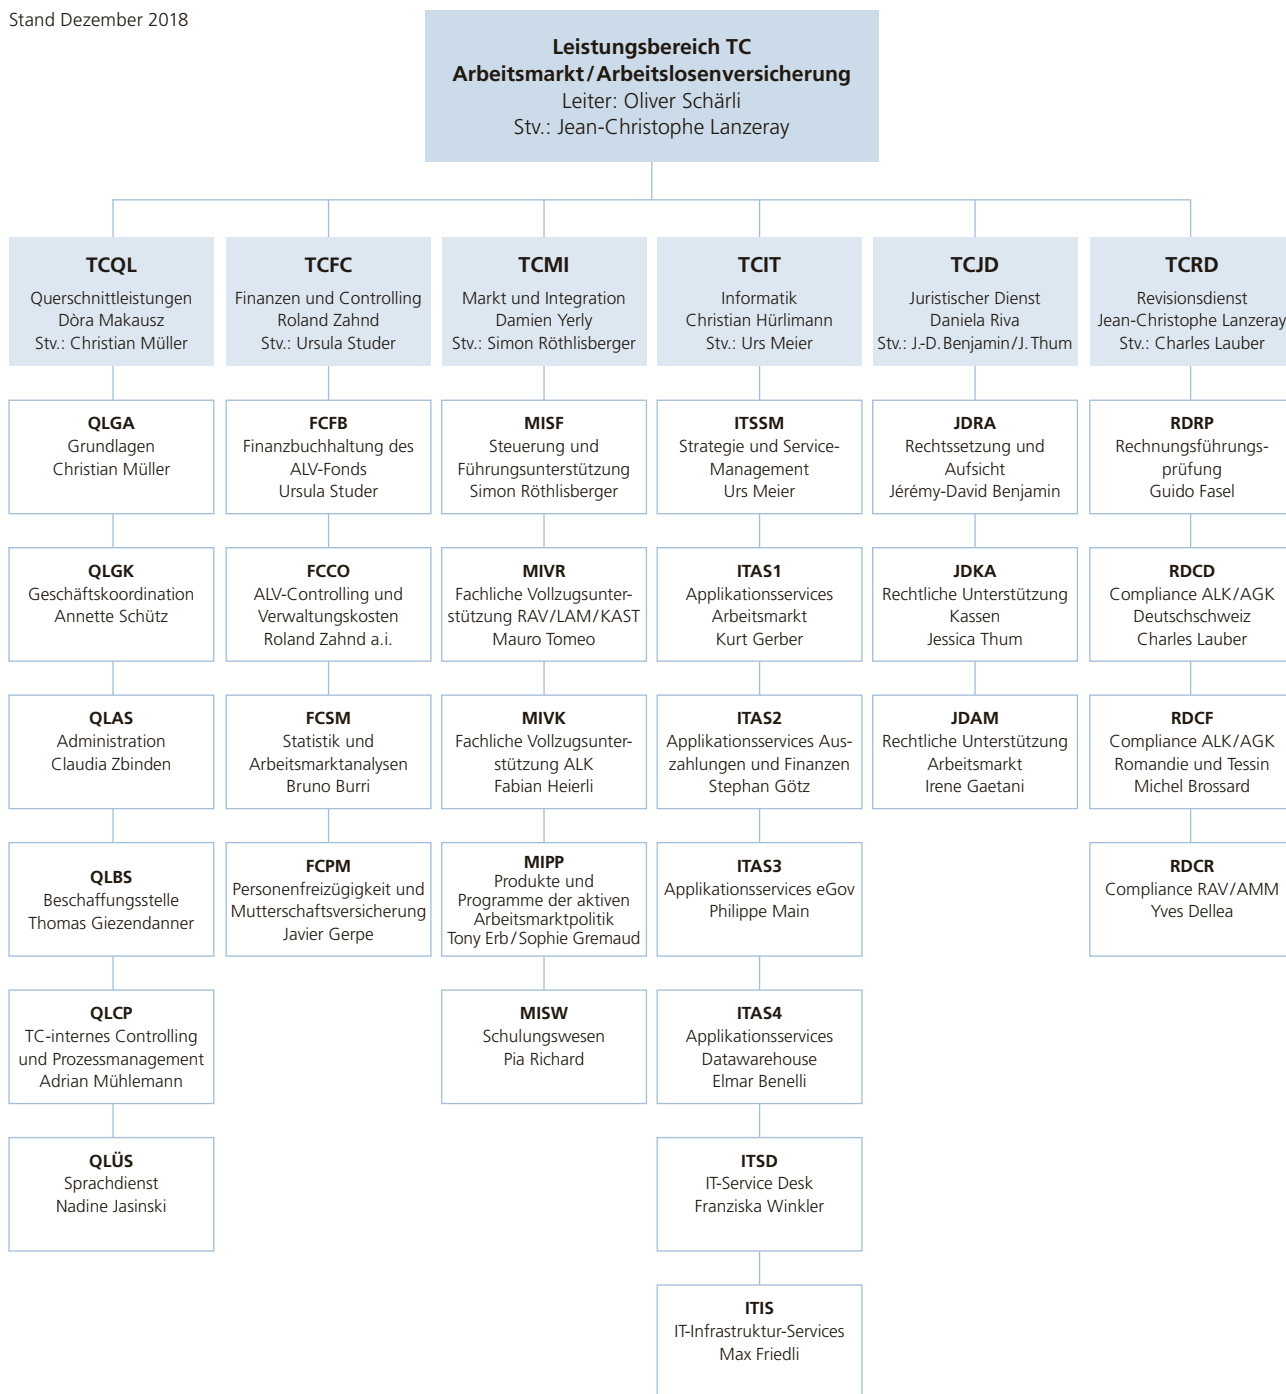 Stand Dezember 2018
Leistungsbereich TC
Arbeitsmarkt/Arbeitslosenversicherung
Leiter: Oliver Schärli
Stv.: Jean-Christophe Lanzeray
TCQL
Querschnittleistungen
Dòra Makausz
Stv.: Christian Müller
TCFC
Finanzen und Controlling
Roland Zahnd
Stv.: Ursula Studer
TCMI
Markt und Integration
Damien Yerly
Stv.: Simon Röthlisberger
TCIT
Informatik
Christian Hürlimann
Stv.: Urs Meier
TCJD
Juristischer Dienst
Daniela Riva
Stv.: J.-D. Benjamin/J. Thum
TCRD
Revisionsdienst
Jean-Christophe Lanzeray
Stv.: Charles Lauber
QLGA
Grundlagen
Christian Müller
QLGK
Geschäftskoordination
Annette Schütz
QLAS
Administration
Claudia Zbinden
QLBS
Beschaffungsstelle
Thomas Giezendanner
QLCP
TC-internes Controlling
und Prozessmanagement
Adrian Mühlemann
QLÜS
Sprachdienst
Nadine Jasinski
FCFB
Finanzbuchhaltung des
ALV-Fonds
Ursula Studer
FCCO
ALV-Controlling und
Verwaltungskosten
Roland Zahnd a.i.
FCSM
Statistik und
Arbeitsmarktanalysen
Bruno Burri
FCPM
Personenfreizügigkeit und
Mutterschaftsversicherung
Javier Gerpe
MISF
Steuerung und
Führungsunterstützung
Simon Röthlisberger
MIVR
Fachliche Vollzugsunter-
stützung RAV/LAM/KAST
Mauro Tomeo
MIVK
Fachliche Vollzugsunter-
stützung ALK
Fabian Heierli
MIPP
Produkte und
Programme der aktiven
Arbeitsmarktpolitik
Tony Erb/Sophie Gremaud
MISW
Schulungswesen
Pia Richard
ITSSM
Strategie und Service-
Management
Urs Meier
ITAS1
Applikationsservices
Arbeitsmarkt
Kurt Gerber
ITAS2
Applikationsservices Aus-
zahlungen und Finanzen
Stephan Götz
ITAS3
Applikationsservices eGov
Philippe Main
ITAS4
Applikationsservices
Datawarehouse
Elmar Benelli
ITSD
IT-Service Desk
Franziska Winkler
ITIS
IT-Infrastruktur-Services
Max Friedli
JDRA
Rechtssetzung und
Aufsicht
Jérémy-David Benjamin
JDKA
Rechtliche Unterstützung
Kassen
Jessica Thum
JDAM
Rechtliche Unterstützung
Arbeitsmarkt
Irene Gaetani
RDRP
Rechnungsführungs-
prüfung
Guido Fasel
RDCD
Compliance ALK/AGK
Deutschschweiz
Charles Lauber
RDCF
Compliance ALK/AGK
Romandie und Tessin
Michel Brossard
RDCR
Compliance RAV/AMM
Yves Dellea